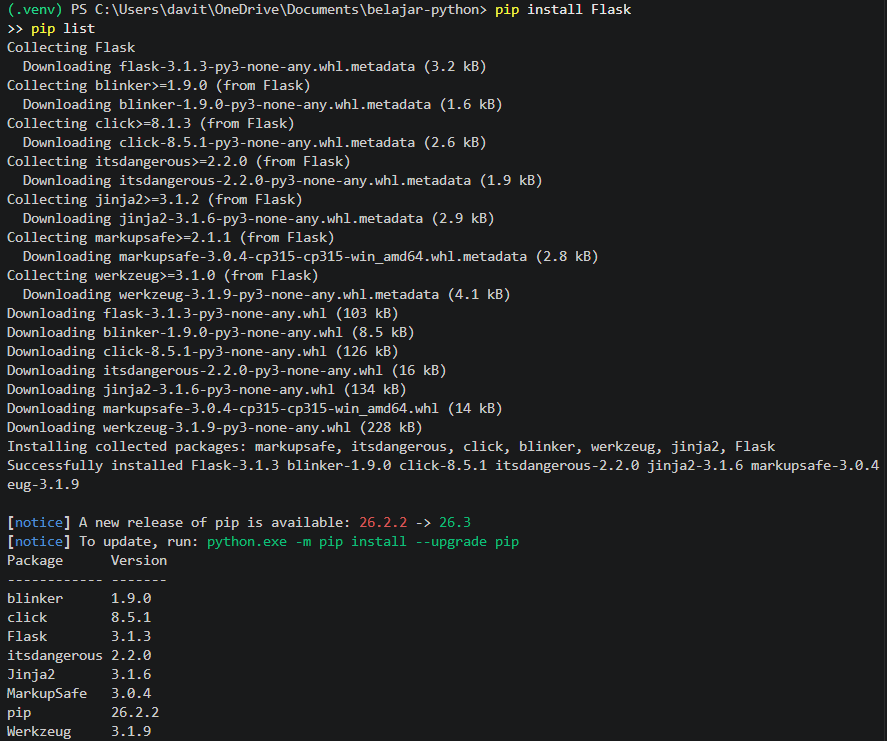 (.venv) PS C:\Users\davit\OneDrive\Documents\belajar-python> pip install Flask
>> pip list
Collecting Flask
  Downloading flask-3.1.3-py3-none-any.whl.metadata (3.2 kB)
Collecting blinker>=1.9.0 (from Flask)
  Downloading blinker-1.9.0-py3-none-any.whl.metadata (1.6 kB)
Collecting click>=8.1.3 (from Flask)
  Downloading click-8.5.1-py3-none-any.whl.metadata (2.6 kB)
Collecting itsdangerous>=2.2.0 (from Flask)
  Downloading itsdangerous-2.2.0-py3-none-any.whl.metadata (1.9 kB)
Collecting jinja2>=3.1.2 (from Flask)
  Downloading jinja2-3.1.6-py3-none-any.whl.metadata (2.9 kB)
Collecting markupsafe>=2.1.1 (from Flask)
  Downloading markupsafe-3.0.4-cp315-cp315-win_amd64.whl.metadata (2.8 kB)
Collecting werkzeug>=3.1.0 (from Flask)
  Downloading werkzeug-3.1.9-py3-none-any.whl.metadata (4.1 kB)
Downloading flask-3.1.3-py3-none-any.whl (103 kB)
Downloading blinker-1.9.0-py3-none-any.whl (8.5 kB)
Downloading click-8.5.1-py3-none-any.whl (126 kB)
Downloading itsdangerous-2.2.0-py3-none-any.whl (16 kB)
Downloading jinja2-3.1.6-py3-none-any.whl (134 kB)
Downloading markupsafe-3.0.4-cp315-cp315-win_amd64.whl (14 kB)
Downloading werkzeug-3.1.9-py3-none-any.whl (228 kB)
Installing collected packages: markupsafe, itsdangerous, click, blinker, werkzeug, jinja2, Flask
Successfully installed Flask-3.1.3 blinker-1.9.0 click-8.5.1 itsdangerous-2.2.0 jinja2-3.1.6 markupsafe-3.0.4
eug-3.1.9

[notice] A new release of pip is available: 26.2.2 -> 26.3
[notice] To update, run: python.exe -m pip install --upgrade pip
Package      Version
------------ -------
blinker      1.9.0
click        8.5.1
Flask        3.1.3
itsdangerous 2.2.0
Jinja2       3.1.6
MarkupSafe   3.0.4
pip          26.2.2
Werkzeug     3.1.9